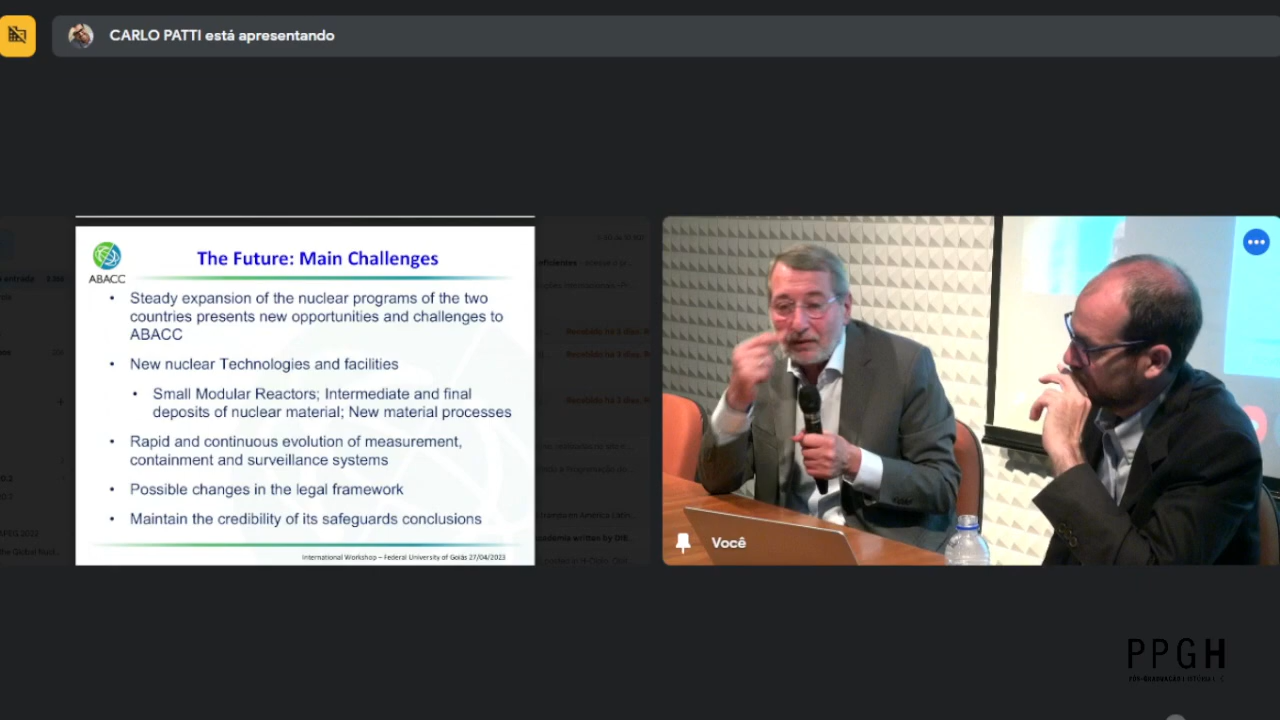 CARLO PATTI está apresentando
ABACC
The Future: Main Challenges
• Steady expansion of the nuclear programs of the two
countries presents new opportunities and challenges to
ABACC
• New nuclear Technologies and facilities
• Small Modular Reactors; Intermediate and final
deposits of nuclear material; New material processes
• Rapid and continuous evolution of measurement,
containment and surveillance systems
• Possible changes in the legal framework
• Maintain the credibility of its safeguards conclusions
International Workshop – Federal University of Goiás 27/04/2023
Você
PPGH